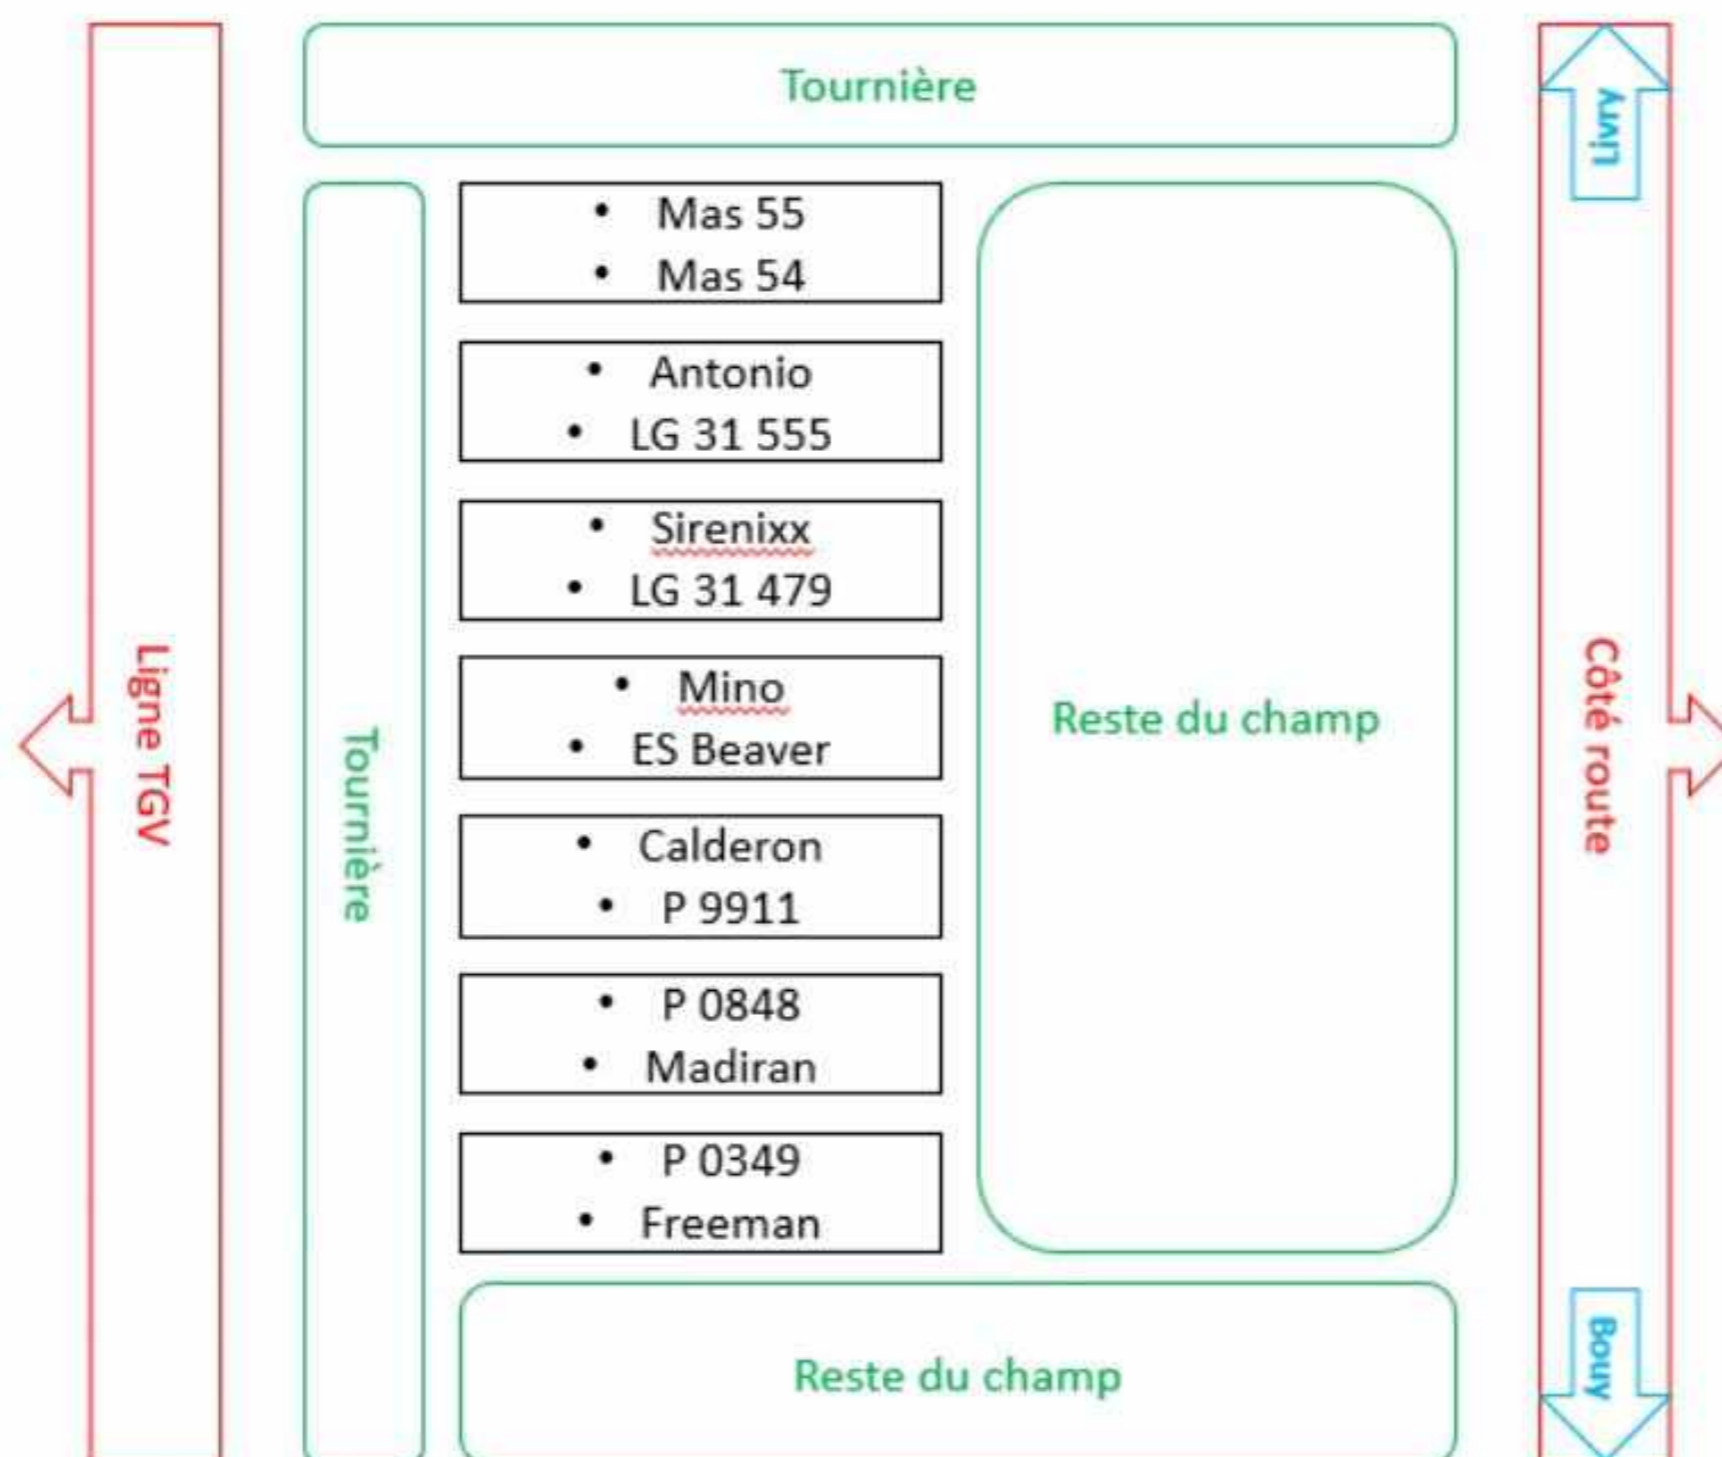 Tournière
Livry
• Mas 55
• Mas 54
• Antonio
• LG 31 555
• Sirenixx
• LG 31 479
• Mino
• ES Beaver
• Calderon
• P 9911
• P 0848
• Madiran
• P 0349
• Freeman
Ligne TGV
Tournière
Reste du champ
Côté route
Reste du champ
Bouy